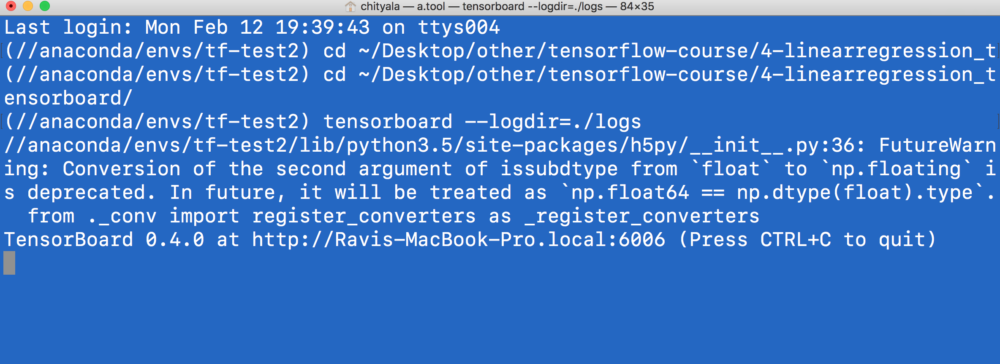 chityala — a.tool — tensorboard --logdir=./logs — 84×35
Last login: Mon Feb 12 19:39:43 on ttys004
[(//anaconda/envs/tf-test2) cd ~/Desktop/other/tensorflow-course/4-linearregression_t]
(//anaconda/envs/tf-test2) cd ~/Desktop/other/tensorflow-course/4-linearregression_t
ensorboard/
[(//anaconda/envs/tf-test2) tensorboard --logdir=./logs ]
//anaconda/envs/tf-test2/lib/python3.5/site-packages/h5py/__init__.py:36: FutureWarn
ing: Conversion of the second argument of issubdtype from `float` to `np.floating` i
s deprecated. In future, it will be treated as `np.float64 == np.dtype(float).type`.
  from ._conv import register_converters as _register_converters
TensorBoard 0.4.0 at http://Ravis-MacBook-Pro.local:6006 (Press CTRL+C to quit)